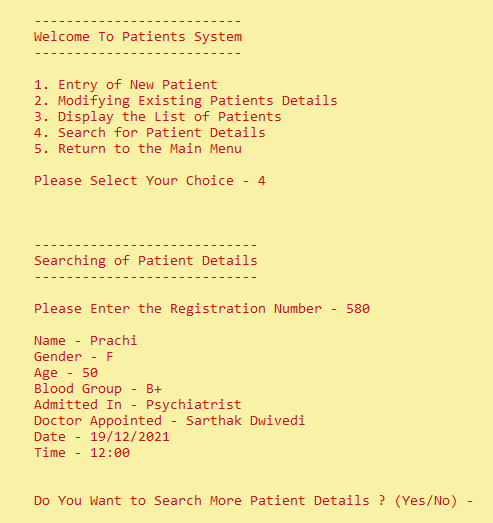 --------------------------
Welcome To Patients System
--------------------------
1. Entry of New Patient
2. Modifying Existing Patients Details
3. Display the List of Patients
4. Search for Patient Details
5. Return to the Main Menu
Please Select Your Choice - 4
----------------------------
Searching of Patient Details
----------------------------
Please Enter the Registration Number - 580
Name - Prachi
Gender - F
Age - 50
Blood Group - B+
Admitted In - Psychiatrist
Doctor Appointed - Sarthak Dwivedi
Date - 19/12/2021
Time - 12:00
Do You Want to Search More Patient Details ? (Yes/No) -